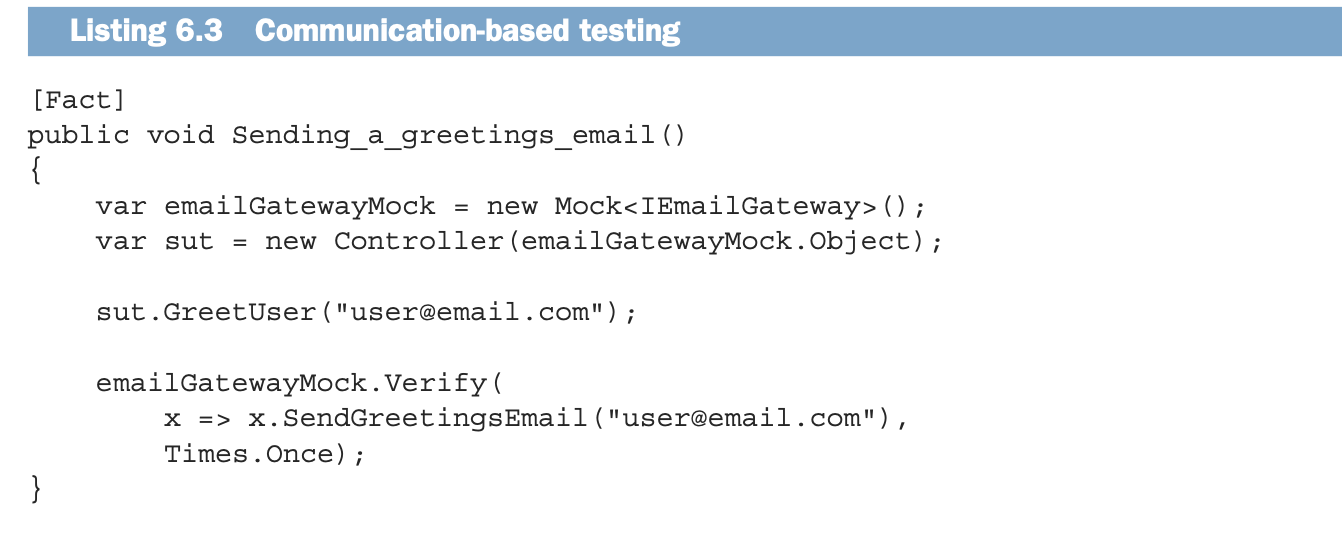 Listing 6.3 Communication-based testing
[Fact]
public void Sending_a_greetings_email()
{
var emailGatewayMock = new Mock<IEmailGateway>();
var sut = new Controller(emailGatewayMock.Object);
sut.GreetUser("user@email.com");
emailGatewayMock.Verify(
x => x.SendGreetingsEmail("user@email.com"),
Times.Once);
}